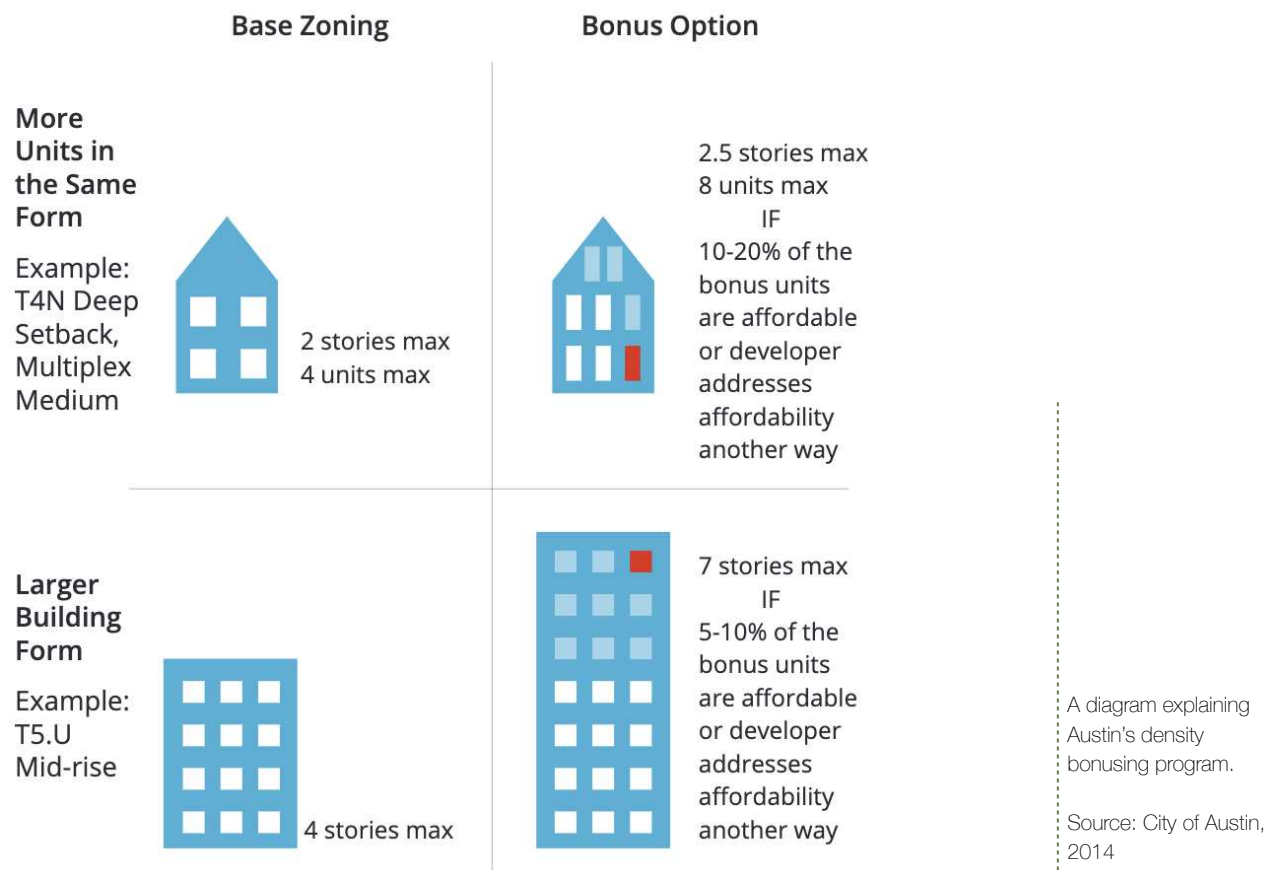 Base Zoning
Bonus Option
More
Units in
the Same
Form
Example:
T4N Deep
Setback,
Multiplex
Medium
2 stories max
4 units max
2.5 stories max
8 units max
IF
10-20% of the
bonus units
are affordable
or developer
addresses
affordability
another way
Larger
Building
Form
Example:
T5.U
Mid-rise
4 stories max
7 stories max
IF
5-10% of the
bonus units
are affordable
or developer
addresses
affordability
another way
A diagram explaining
Austin's density
bonusing program.
Source: City of Austin,
2014